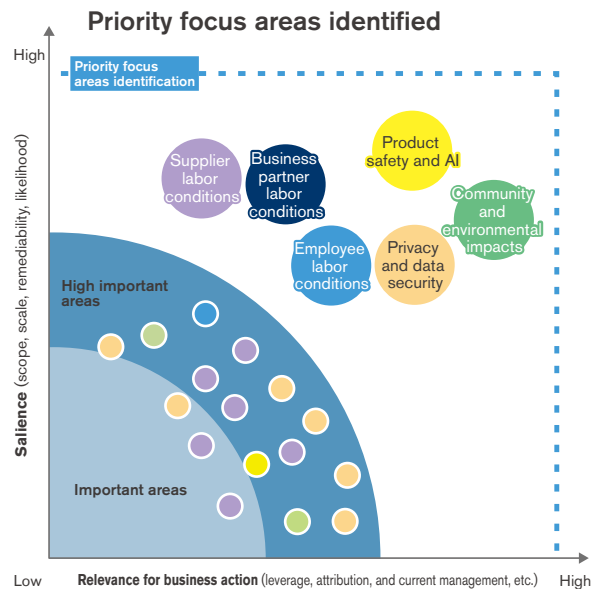 Priority focus areas identified
High
Priority focus
areas identification
Supplier
labor
conditions
Business
partner
labor
conditions
Product
safety and AI
Community
and
environmental
impacts
Employee
labor
conditions
Privacy
and data
security
High important
areas
Important areas
Salience (scope, scale, remediability, likelihood)
Low
Relevance for business action (leverage, attribution, and current management, etc.)
High